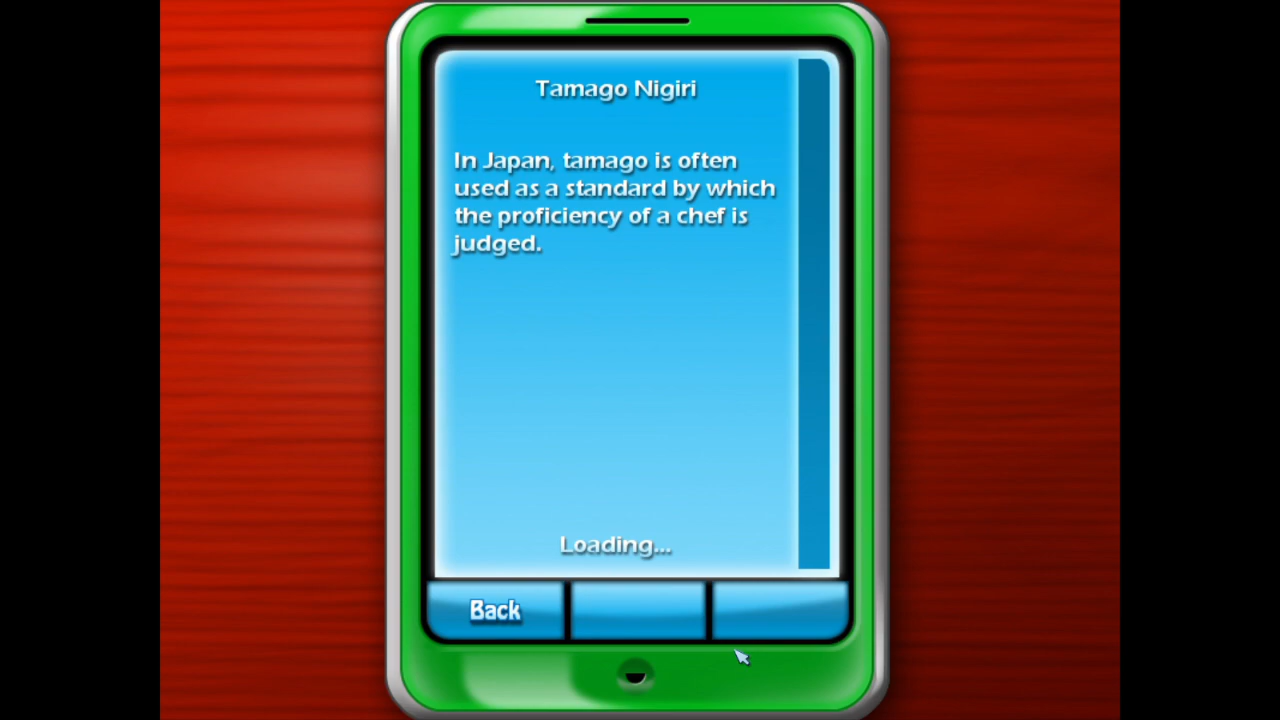 Tamago Nigiri
In Japan, tamago is often
used as a standard by which
the proficiency of a chef is
judged.
Loading...
Back